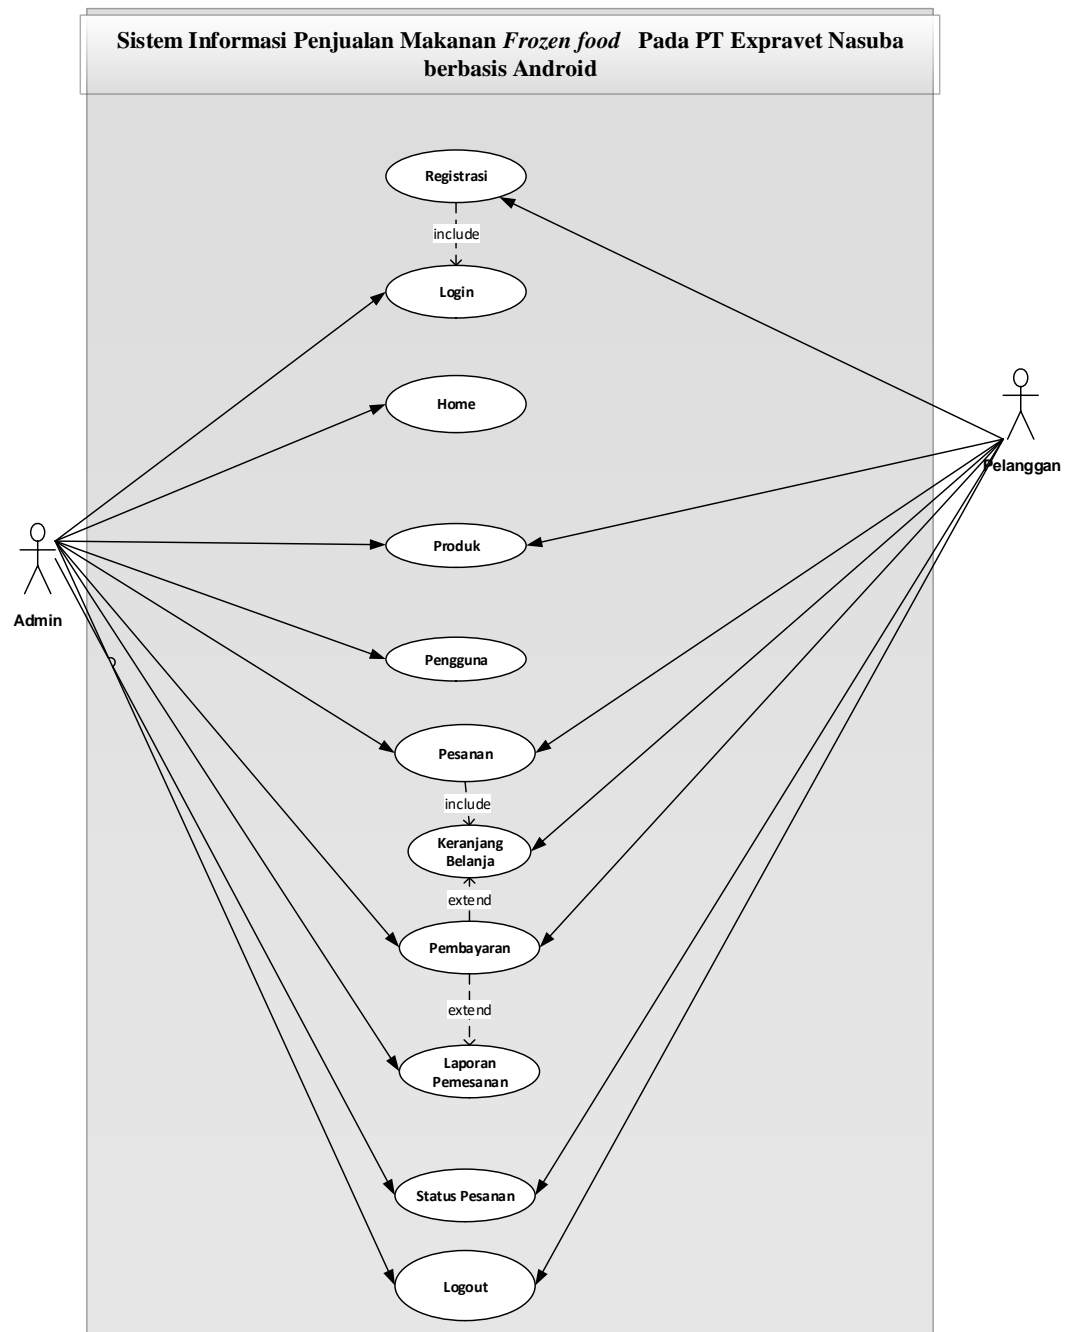 Sistem Informasi Penjualan Makanan Frozen food Pada PT Expravet Nasuba
berbasis Android
Registrasi
include
Login
Home
Pelanggan
Produk
Admin
Pengguna
Pesanan
include
Keranjang
Belanja
extend
Pembayaran
extend
Laporan
Pemesanan
Status Pesanan
Logout